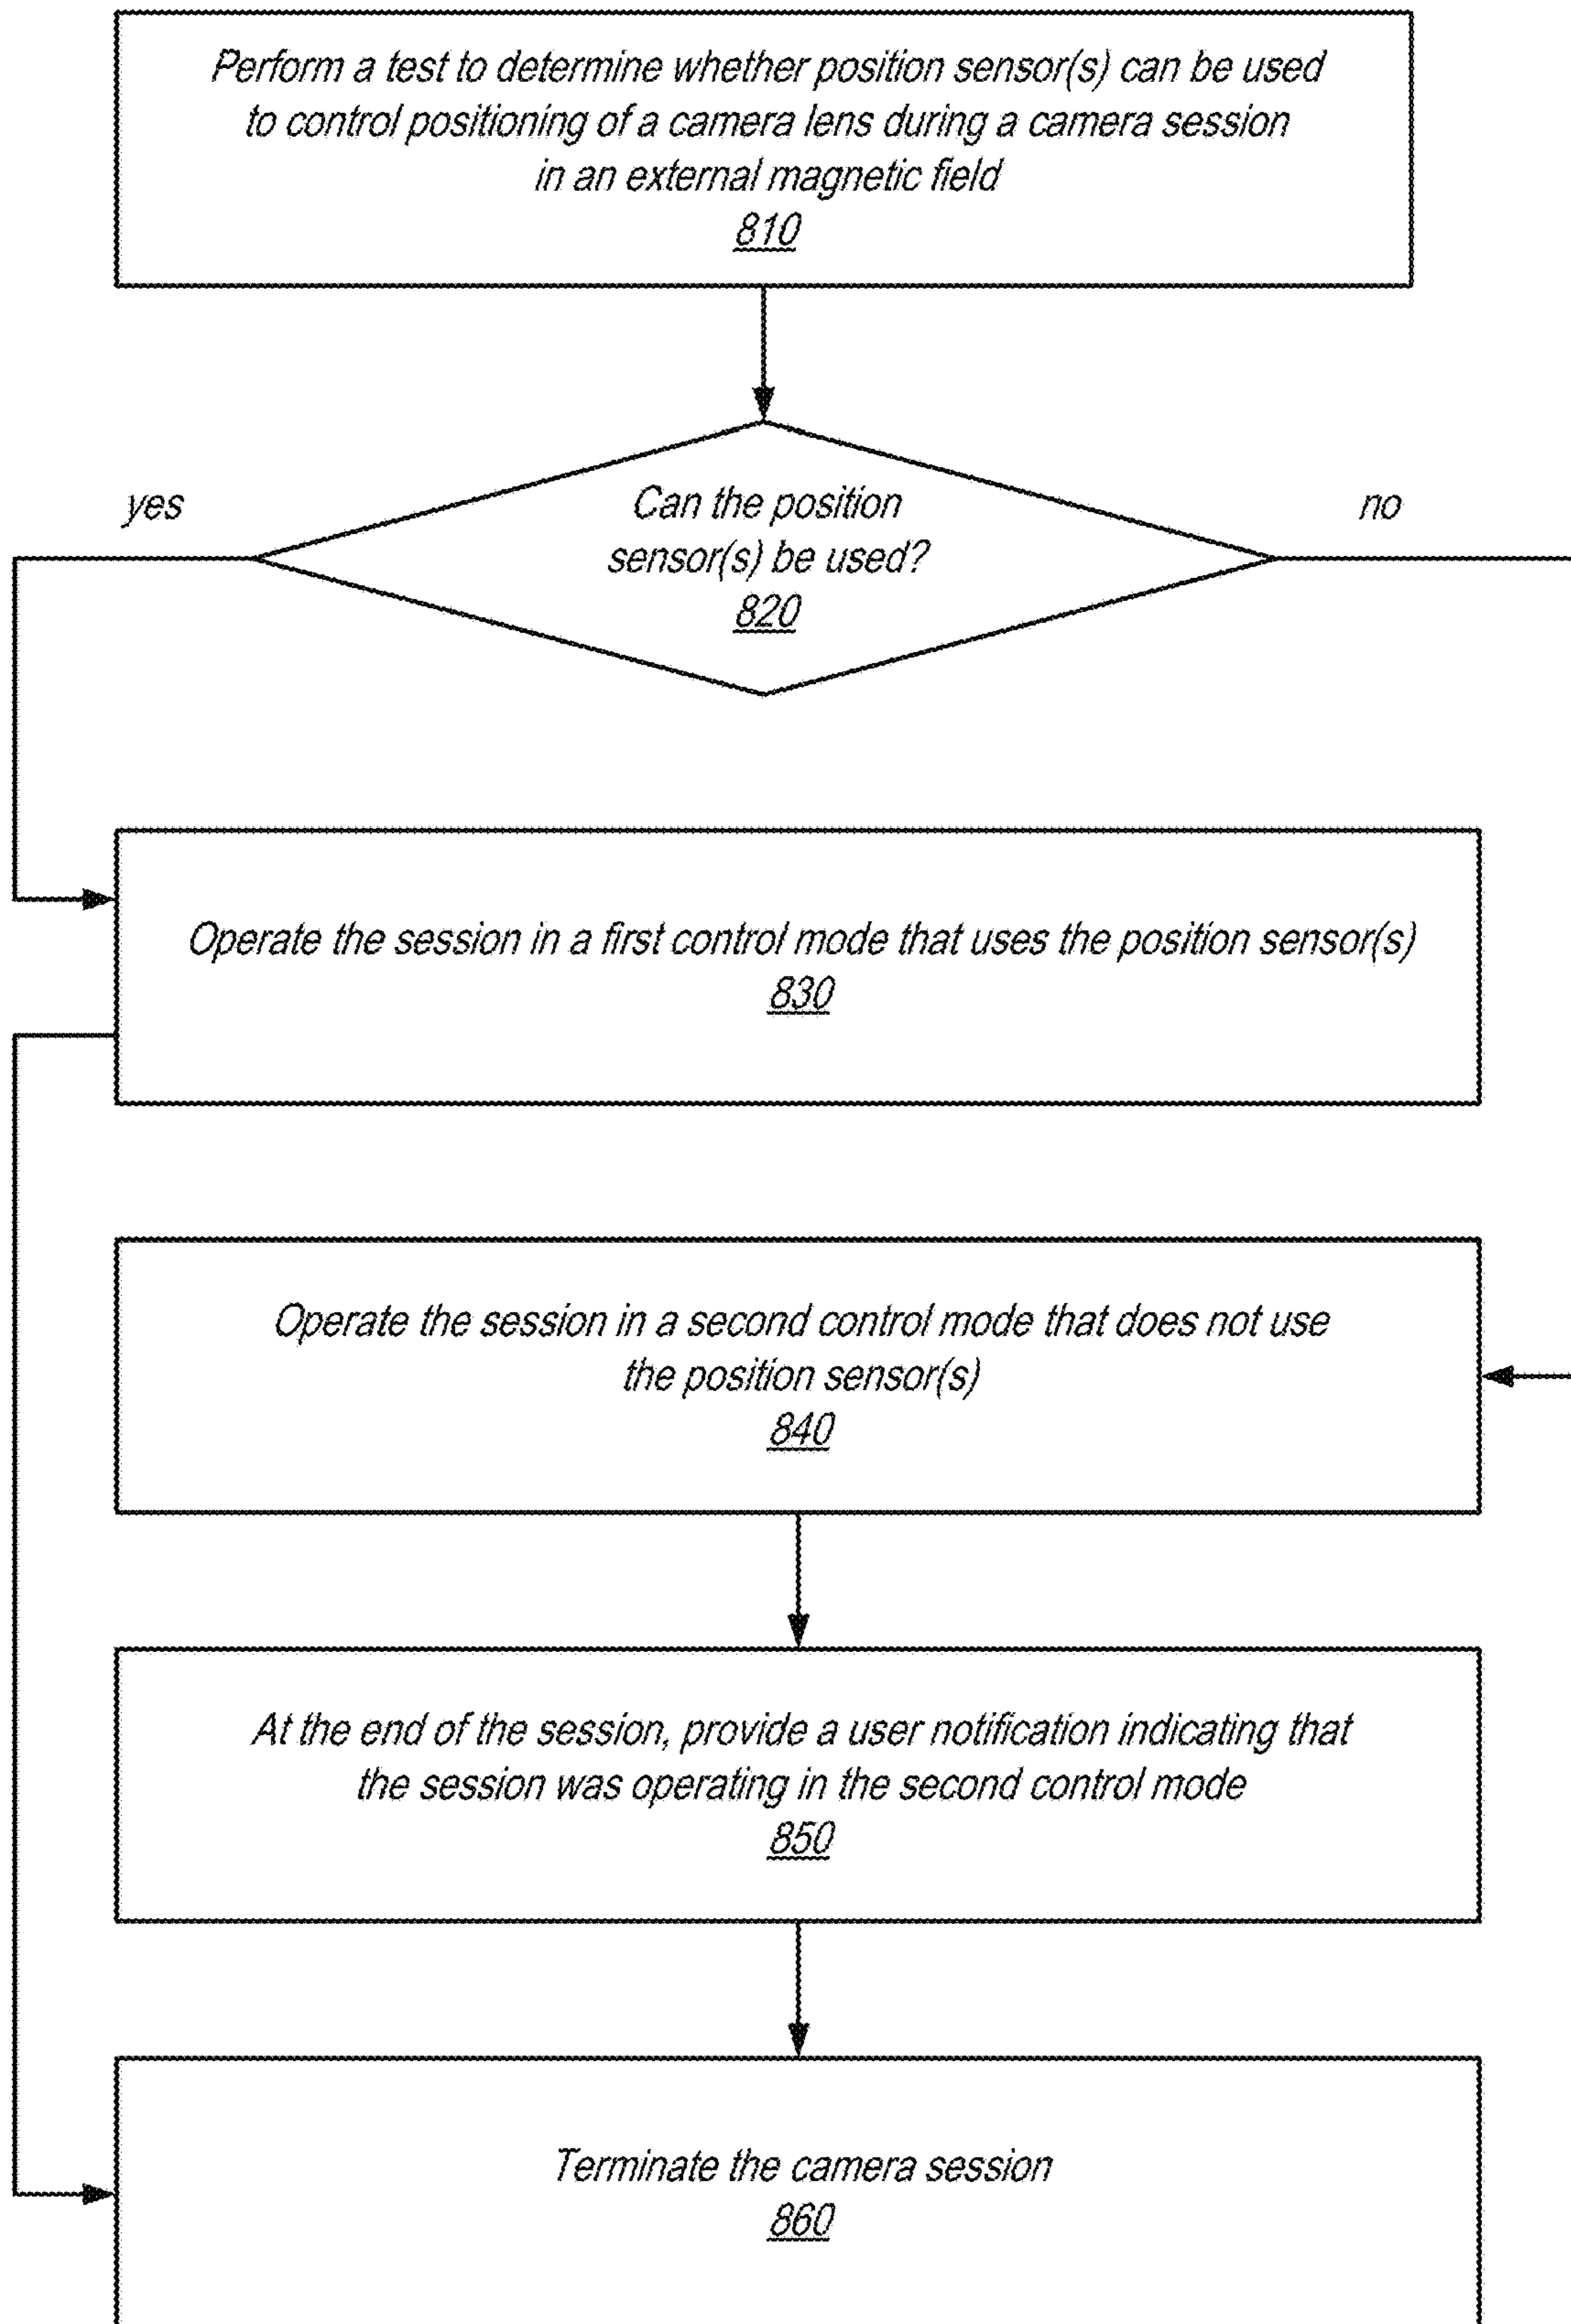 Perform a test to determine whether position sensor(s) can be used
to control positioning of a camera lens during a camera session
in an external magnetic field
810
yes
no
Can the position
sensor(s) be used?
820
Operate the session in a first control mode that uses the position sensor(s)
830
Operate the session in a second control mode that does not use
the position sensor(s)
840
At the end of the session, provide a user notification indicating that
the session was operating in the second control mode
850
Terminate the camera session
860